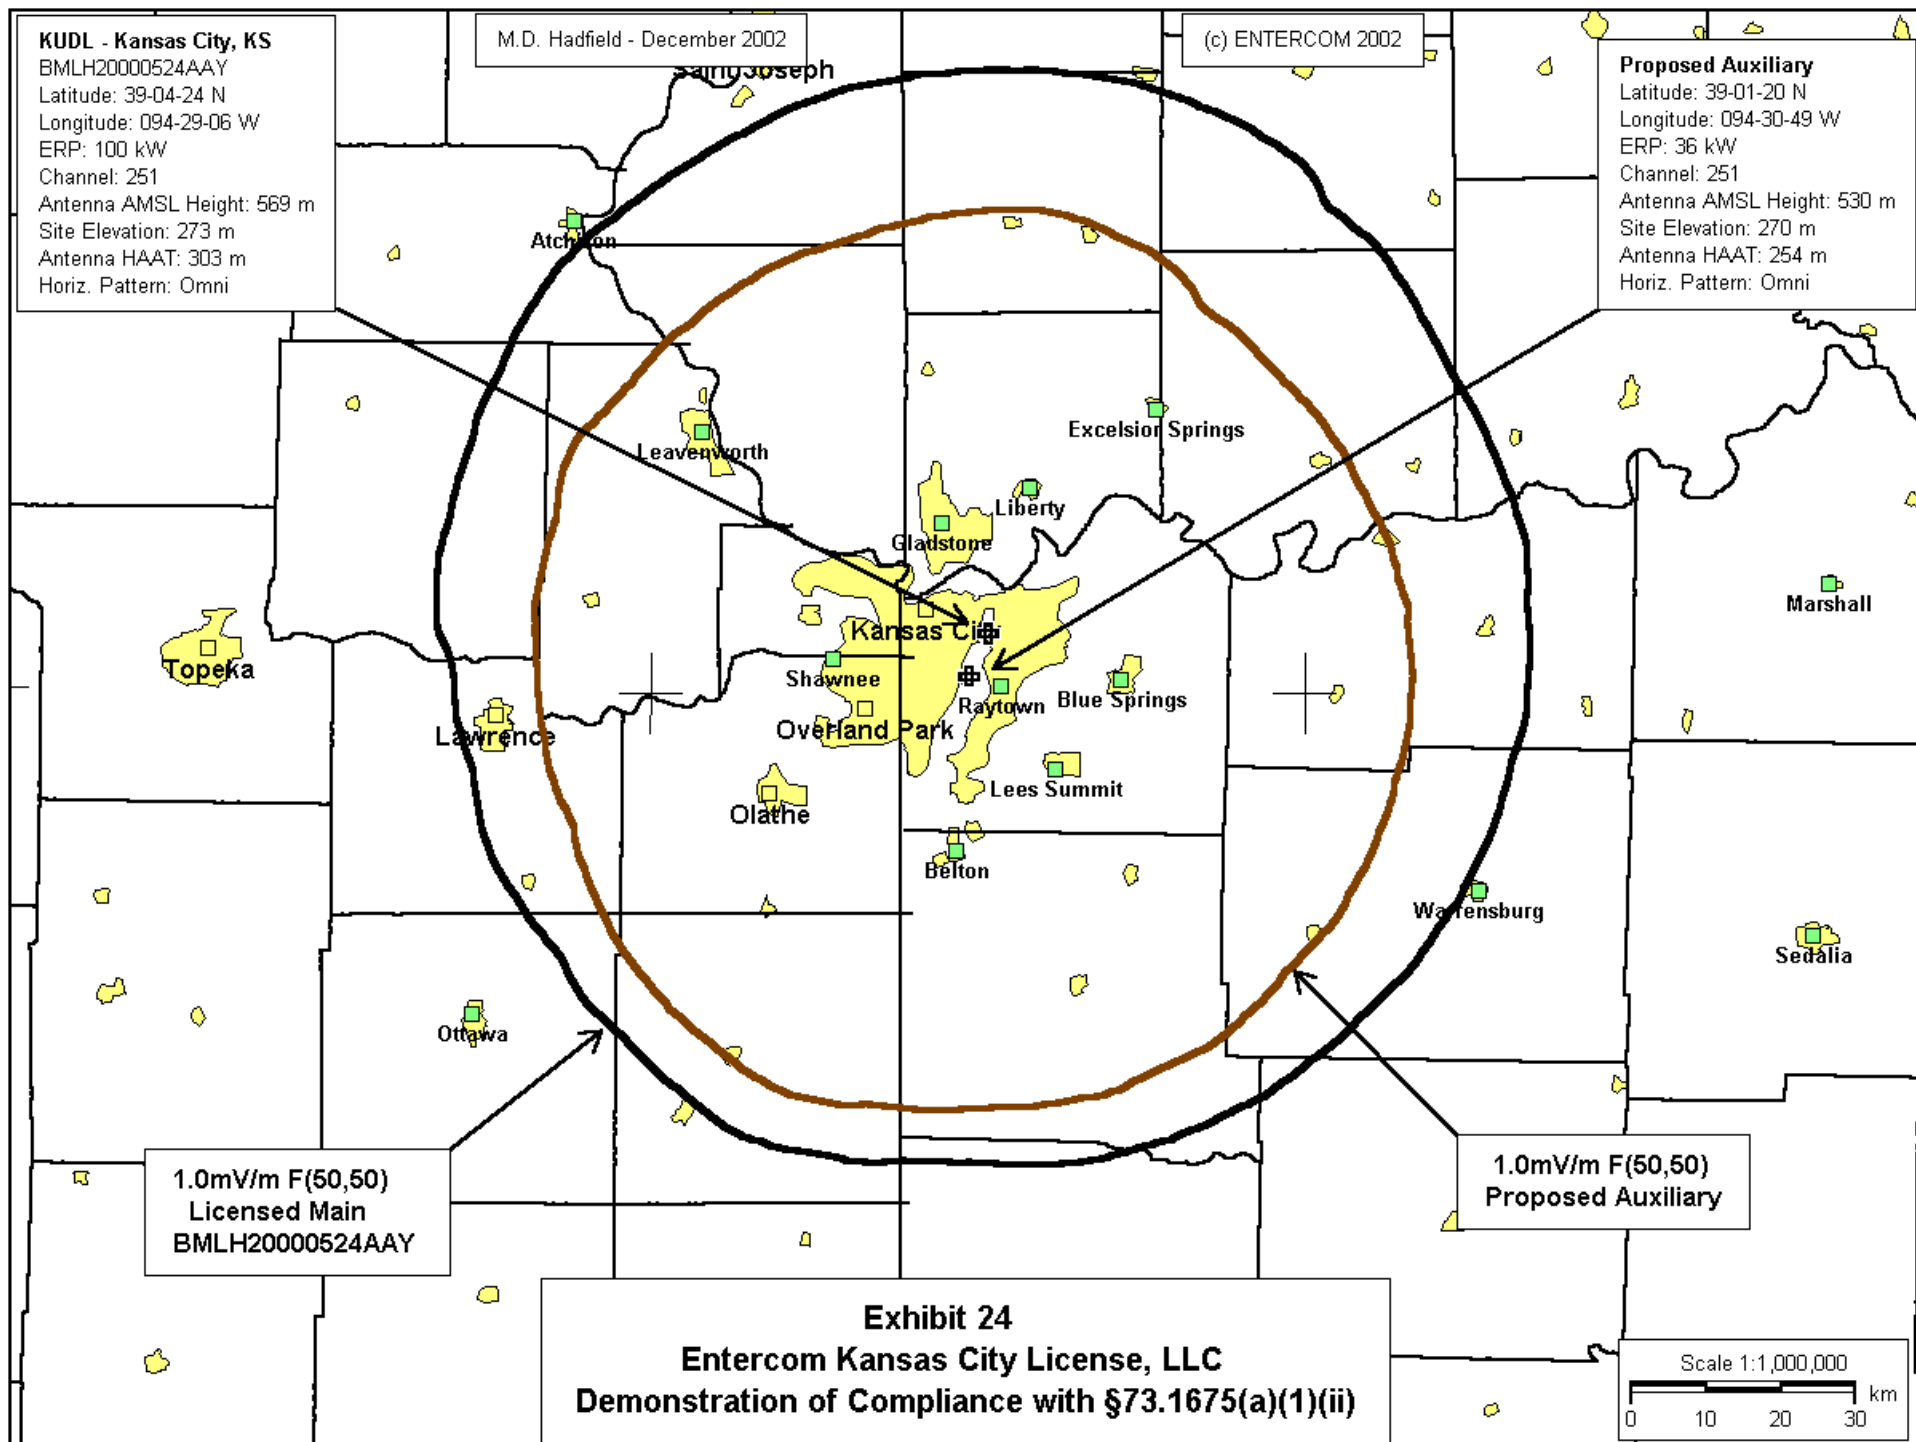 KUDL - Kansas City, KS
BMLH20000524AAY
Latitude: 39-04-24 N
Longitude: 094-29-06 W
ERP: 100 kW
Channel: 251
Antenna AMSL Height: 569 m
Site Elevation: 273 m
Antenna HAAT: 303 m
Horiz. Pattern: Omni
M.D. Hadfield - December 2002
(c) ENTERCOM 2002
Proposed Auxiliary
Latitude: 39-01-20 N
Longitude: 094-30-49 W
ERP: 36 kW
Channel: 251
Antenna AMSL Height: 530 m
Site Elevation: 270 m
Antenna HAAT: 254 m
Horiz. Pattern: Omni
Saint Joseph
Atchison
Leavenworth
Excelsior Springs
Liberty
Gladstone
Kansas City
Marshall
Topeka
Shawnee
Raytown
Blue Springs
Lawrence
Overland Park
Lees Summit
Olathe
Belton
Warrensburg
Sedalia
Ottawa
1.0mV/m F(50,50)
Licensed Main
BMLH20000524AAY
1.0mV/m F(50,50)
Proposed Auxiliary
Exhibit 24
Entercom Kansas City License, LLC
Demonstration of Compliance with §73.1675(a)(1)(ii)
Scale 1:1,000,000
km
0 10 20 30